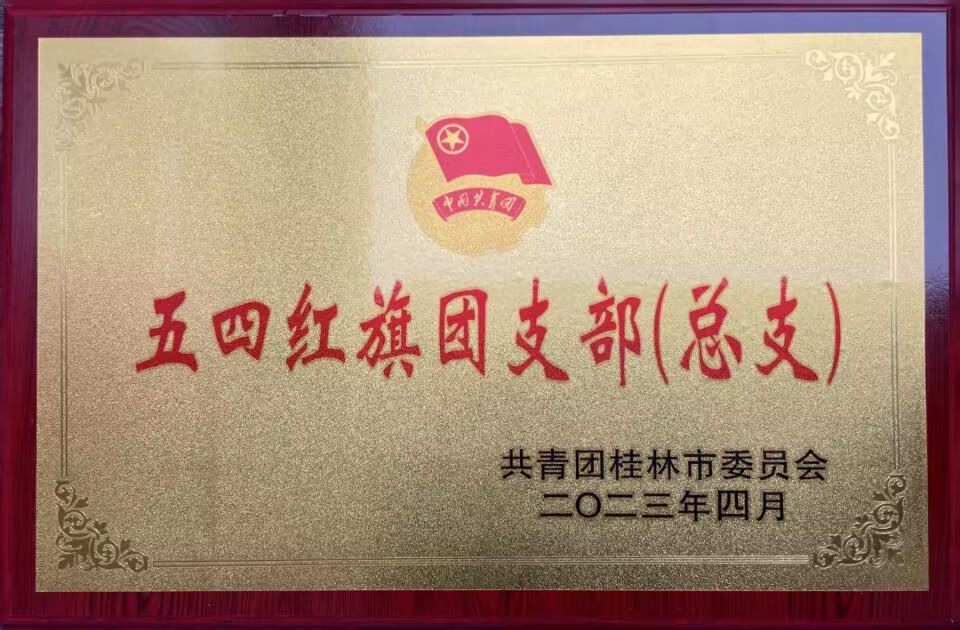 中国共青团
五四红旗团支部(总支)
共青团桂林市委员会
二〇二三年四月